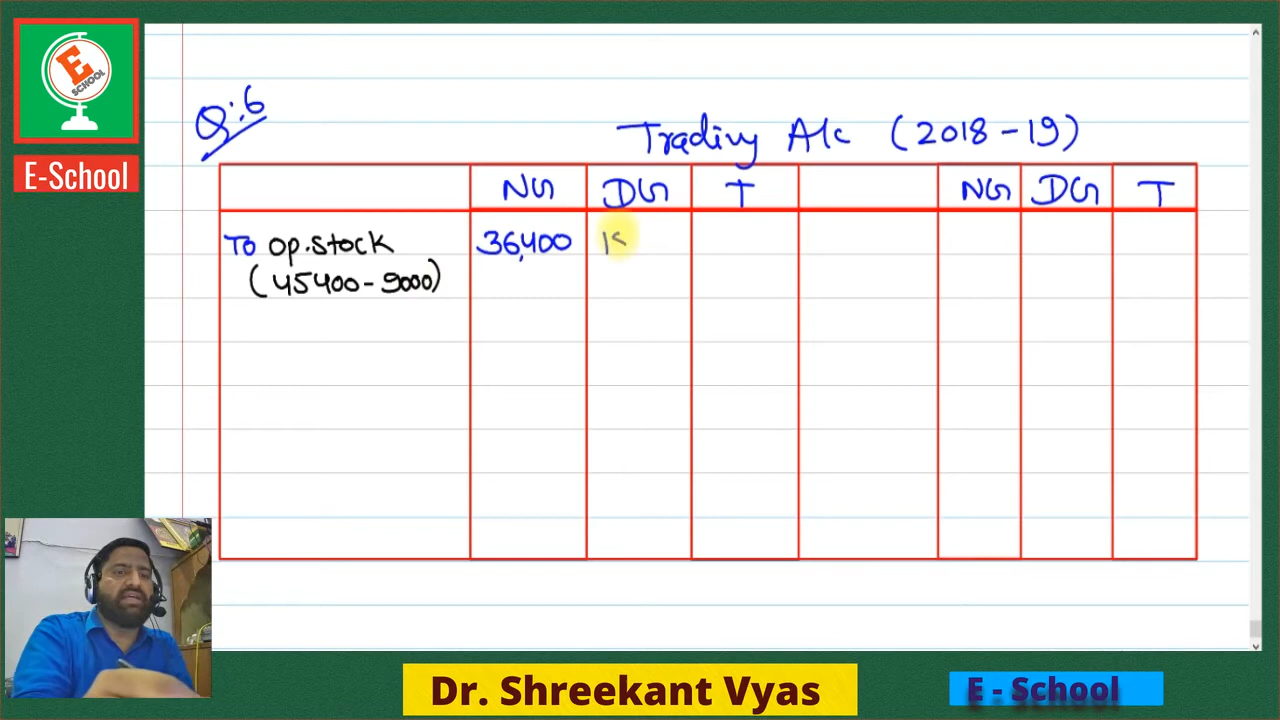 E
SCHOOL
E-School
Q:6
Trading A/c (2018-19)
NG DG T NG DG T
To op.stock 36,400
(45400-9000)
Dr. Shreekant Vyas
E - School